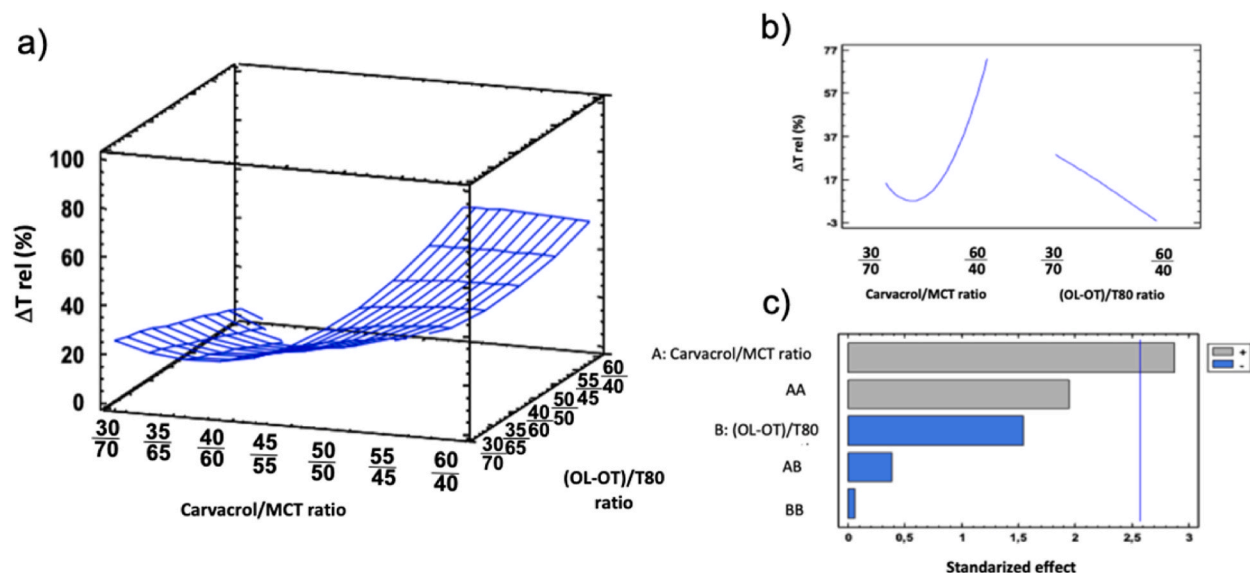 a)
100
80
60
40
20
0
ΔT rel (%)
30
70
35
65
40
60
45
55
50
50
55
45
60
40
Carvacrol/MCT ratio
30
70
35
65
40
60
50
50
55
45
60
40
(OL-OT)/T80
ratio
b)
77
57
37
17
-3
ΔT rel (%)
30
70
60
40
30
70
60
40
Carvacrol/MCT ratio
(OL-OT)/T80 ratio
c)
A: Carvacrol/MCT ratio
AA
B: (OL-OT)/T80
AB
BB
+
-
0 0,5 1 1,5 2 2,5 3
Standarized effect